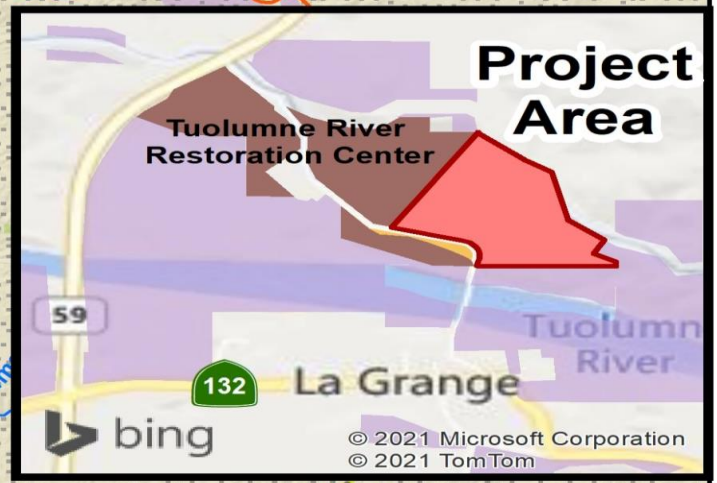 Project
Area
Tuolumne River
Restoration Center
59
Tuolumn
River
132
La Grange
bing
© 2021 Microsoft Corporation
© 2021 TomTom